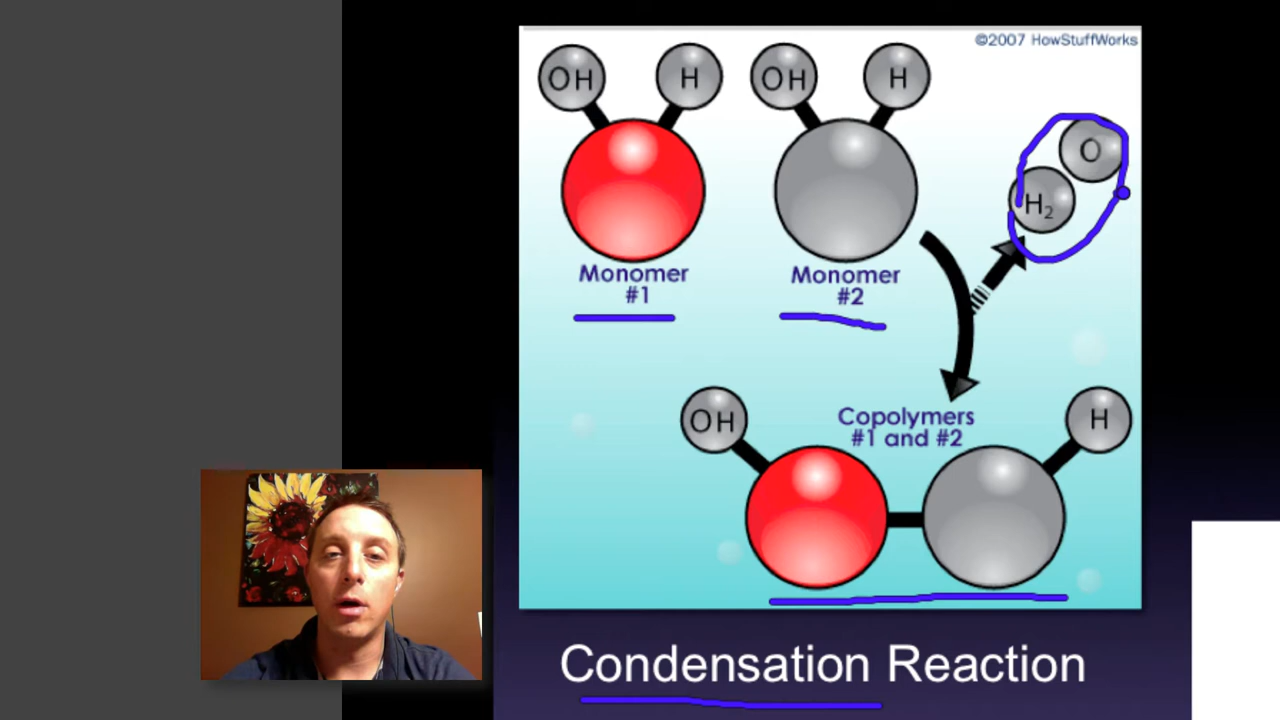 ©2007 HowStuffWorks
OH H OH H
O
H₂
Monomer
#1
Monomer
#2
Copolymers
#1 and #2
OH H
Condensation Reaction